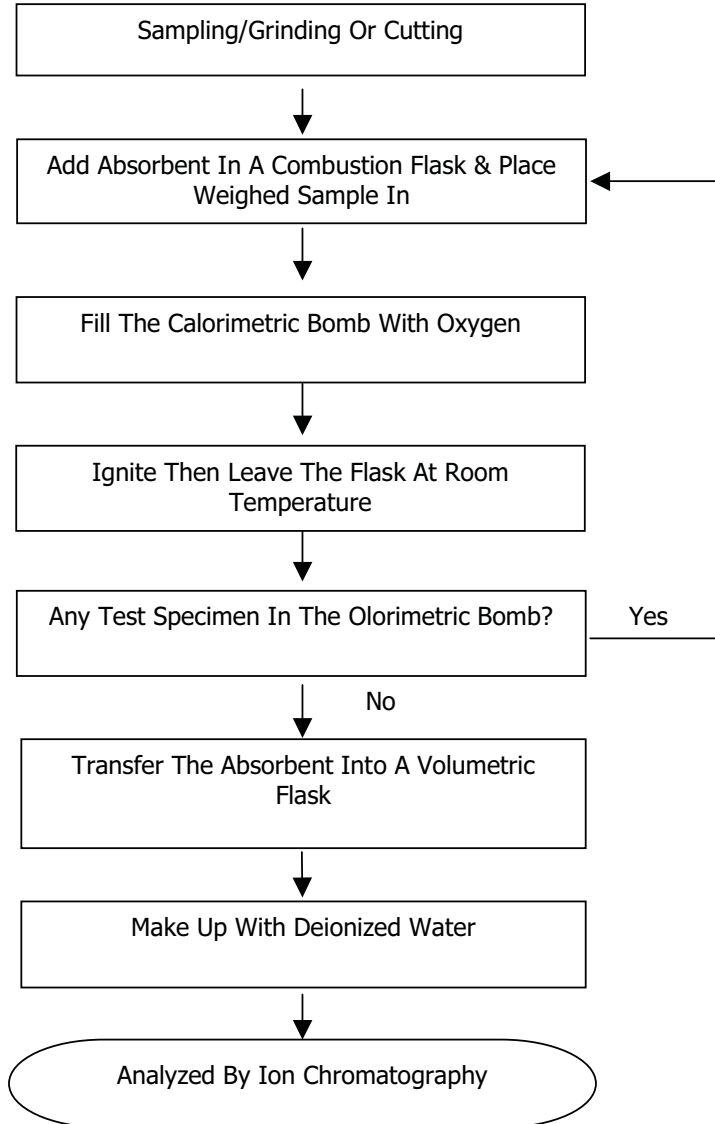 Sampling/Grinding Or Cutting
Add Absorbent In A Combustion Flask & Place
Weighed Sample In
Fill The Calorimetric Bomb With Oxygen
Ignite Then Leave The Flask At Room
Temperature
Any Test Specimen In The Olorimetric Bomb?
Yes
No
Transfer The Absorbent Into A Volumetric
Flask
Make Up With Deionized Water
Analyzed By Ion Chromatography